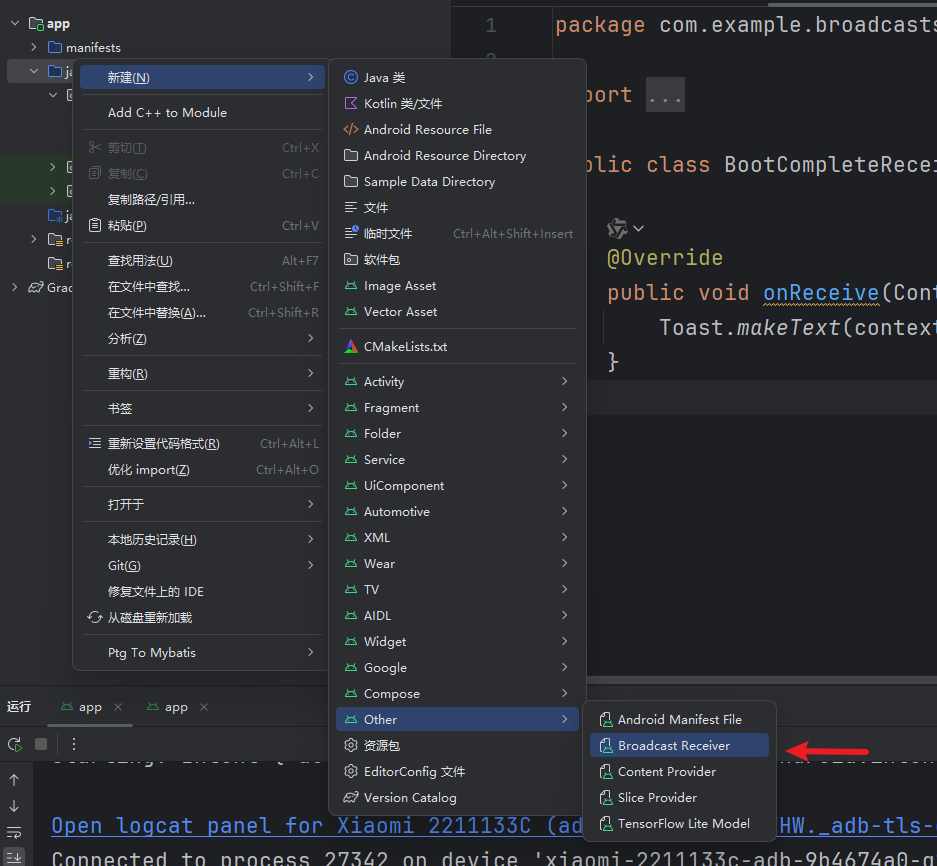 app
manifests
ja
ja
r
r
Grad
新建(N)
Add C++ to Module
剪切(T) Ctrl+X
复制(C) Ctrl+C
复制路径/引用...
粘贴(P) Ctrl+V
查找用法(U) Alt+F7
在文件中查找... Ctrl+Shift+F
在文件中替换(A)... Ctrl+Shift+R
分析(Z)
重构(R)
书签
重新设置代码格式(R) Ctrl+Alt+L
优化 import(Z) Ctrl+Alt+O
打开于
本地历史记录(H)
Git(G)
修复文件上的 IDE
从磁盘重新加载
Ptg To Mybatis
Java 类
Kotlin 类/文件
Android Resource File
Android Resource Directory
Sample Data Directory
文件
临时文件 Ctrl+Alt+Shift+Insert
软件包
Image Asset
Vector Asset
CMakeLists.txt
Activity
Fragment
Folder
Service
UiComponent
Automotive
XML
Wear
TV
AIDL
Widget
Google
Compose
Other
资源包
EditorConfig 文件
Version Catalog
Android Manifest File
Broadcast Receiver
Content Provider
Slice Provider
TensorFlow Lite Model
1 package com.example.broadcasts
port ...
lic class BootCompleteRecei
@Override
public void onReceive(Cont
Toast.makeText(context
}
运行 app app
Open logcat panel for Xiaomi 2211133C (ad HW._adb-tls-
Connected to process 27342 on device 'xiaomi-2211133c-adb-9b4674a0-g